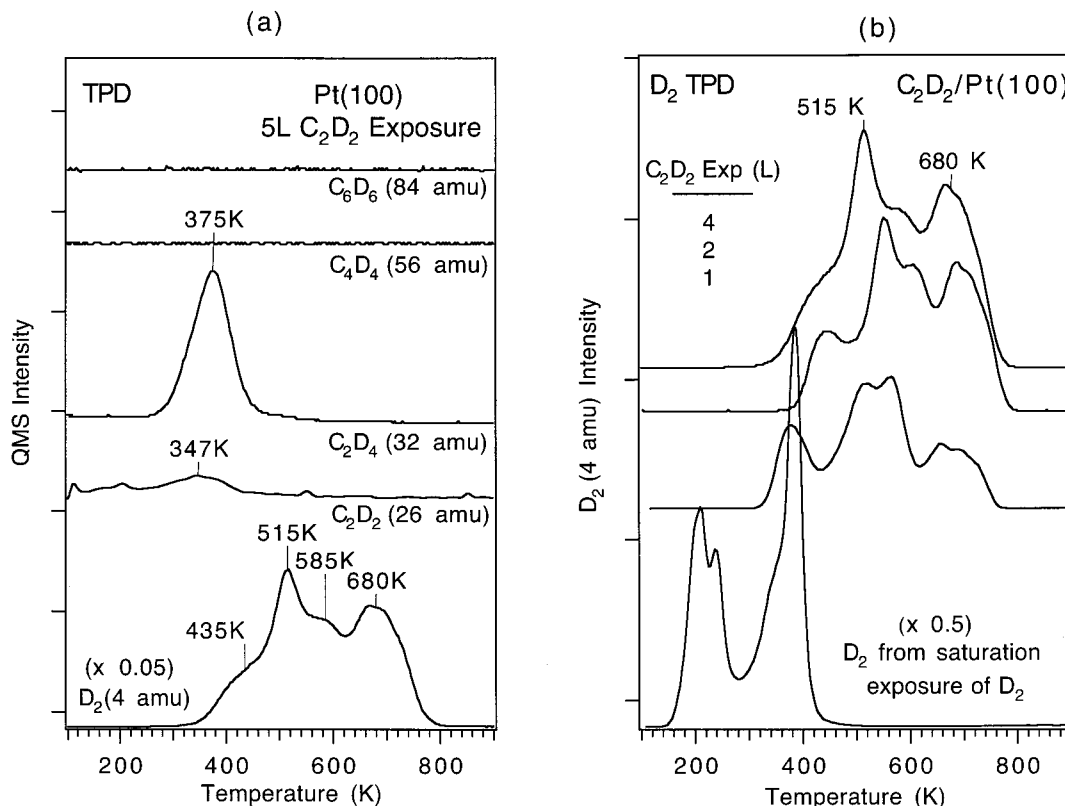 (a)
TPD
Pt(100)
5L C₂D₂ Exposure
C₆D₆ (84 amu)
375K
C₄D₄ (56 amu)
C₂D₄ (32 amu)
347K
C₂D₂ (26 amu)
515K
585K
680K
435K
(x 0.05)
D₂(4 amu)
QMS Intensity
200
400
600
800
Temperature (K)
(b)
D₂ TPD
C₂D₂/Pt(100)
515 K
680 K
C₂D₂ Exp (L)
4
2
1
(x 0.5)
D₂ from saturation
exposure of D₂
D₂(4 amu) Intensity
200
400
600
800
Temperature (K)